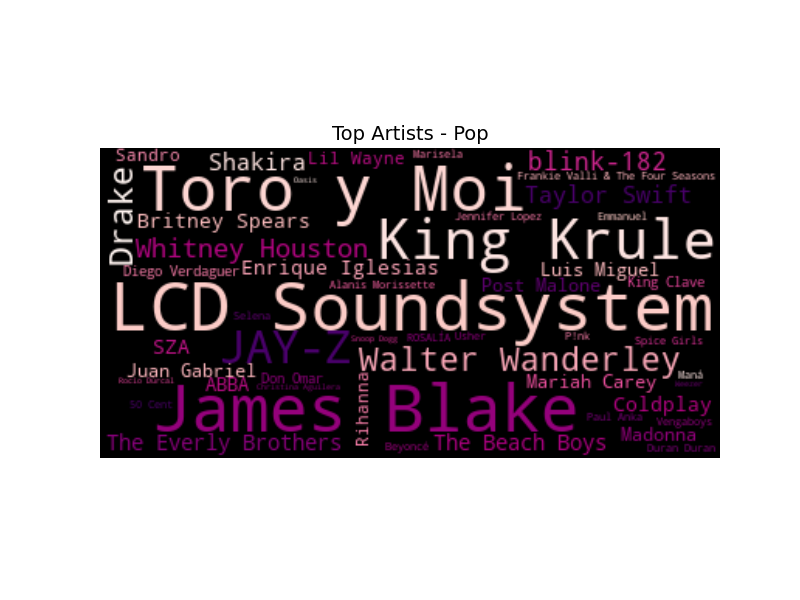 Top Artists - Pop
Sandro
Shakira
Lil Wayne
Marisela
blink-182
Drake
Toro y Moi
Oasis
Frankie Valli & The Four Seasons
Taylor Swift
Britney Spears
Jennifer Lopez
Emmanuel
Whitney Houston
King Krule
Diego Verdaguer
Enrique Iglesias
Luis Miguel
Alanis Morissette
Post Malone
King Clave
LCD Soundsystem
Selena
SZA
JAY-Z
Snoop Dogg
ROSALÍA
Usher
P!nk
Spice Girls
Walter Wanderley
Juan Gabriel
Rocío Dúrcal
ABBA
Don Omar
Christina Aguilera
Rihanna
Mariah Carey
Maná
50 Cent
James Blake
Coldplay
Paul Anka
Vengaboys
The Everly Brothers
Beyoncé
The Beach Boys
Madonna
Duran Duran